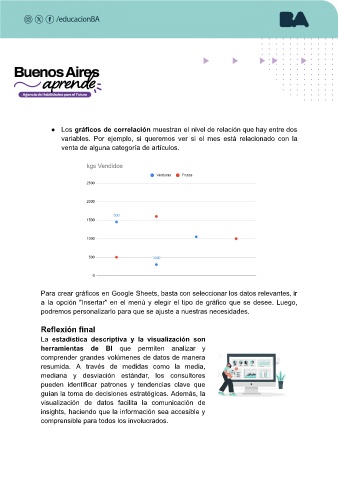 /educacionBA
BA
Buenos Aires
aprende
Agencia de Habilidades para el Futuro
● Los gráficos de correlación muestran el nivel de relación que hay entre dos
variables. Por ejemplo, si queremos ver si el mes está relacionado con la
venta de alguna categoría de artículos.
kgs Vendidos
Verduras Frutas
2500
2000
1500
1000
500
0
Para crear gráficos en Google Sheets, basta con seleccionar los datos relevantes, ir
a la opción "Insertar" en el menú y elegir el tipo de gráfico que se desee. Luego,
podremos personalizarlo para que se ajuste a nuestras necesidades.
Reflexión final
La estadística descriptiva y la visualización son
herramientas de BI que permiten analizar y
comprender grandes volúmenes de datos de manera
resumida. A través de medidas como la media,
mediana y desviación estándar, los consultores
pueden identificar patrones y tendencias clave que
guían la toma de decisiones estratégicas. Además, la
visualización de datos facilita la comunicación de
insights, haciendo que la información sea accesible y
comprensible para todos los involucrados.